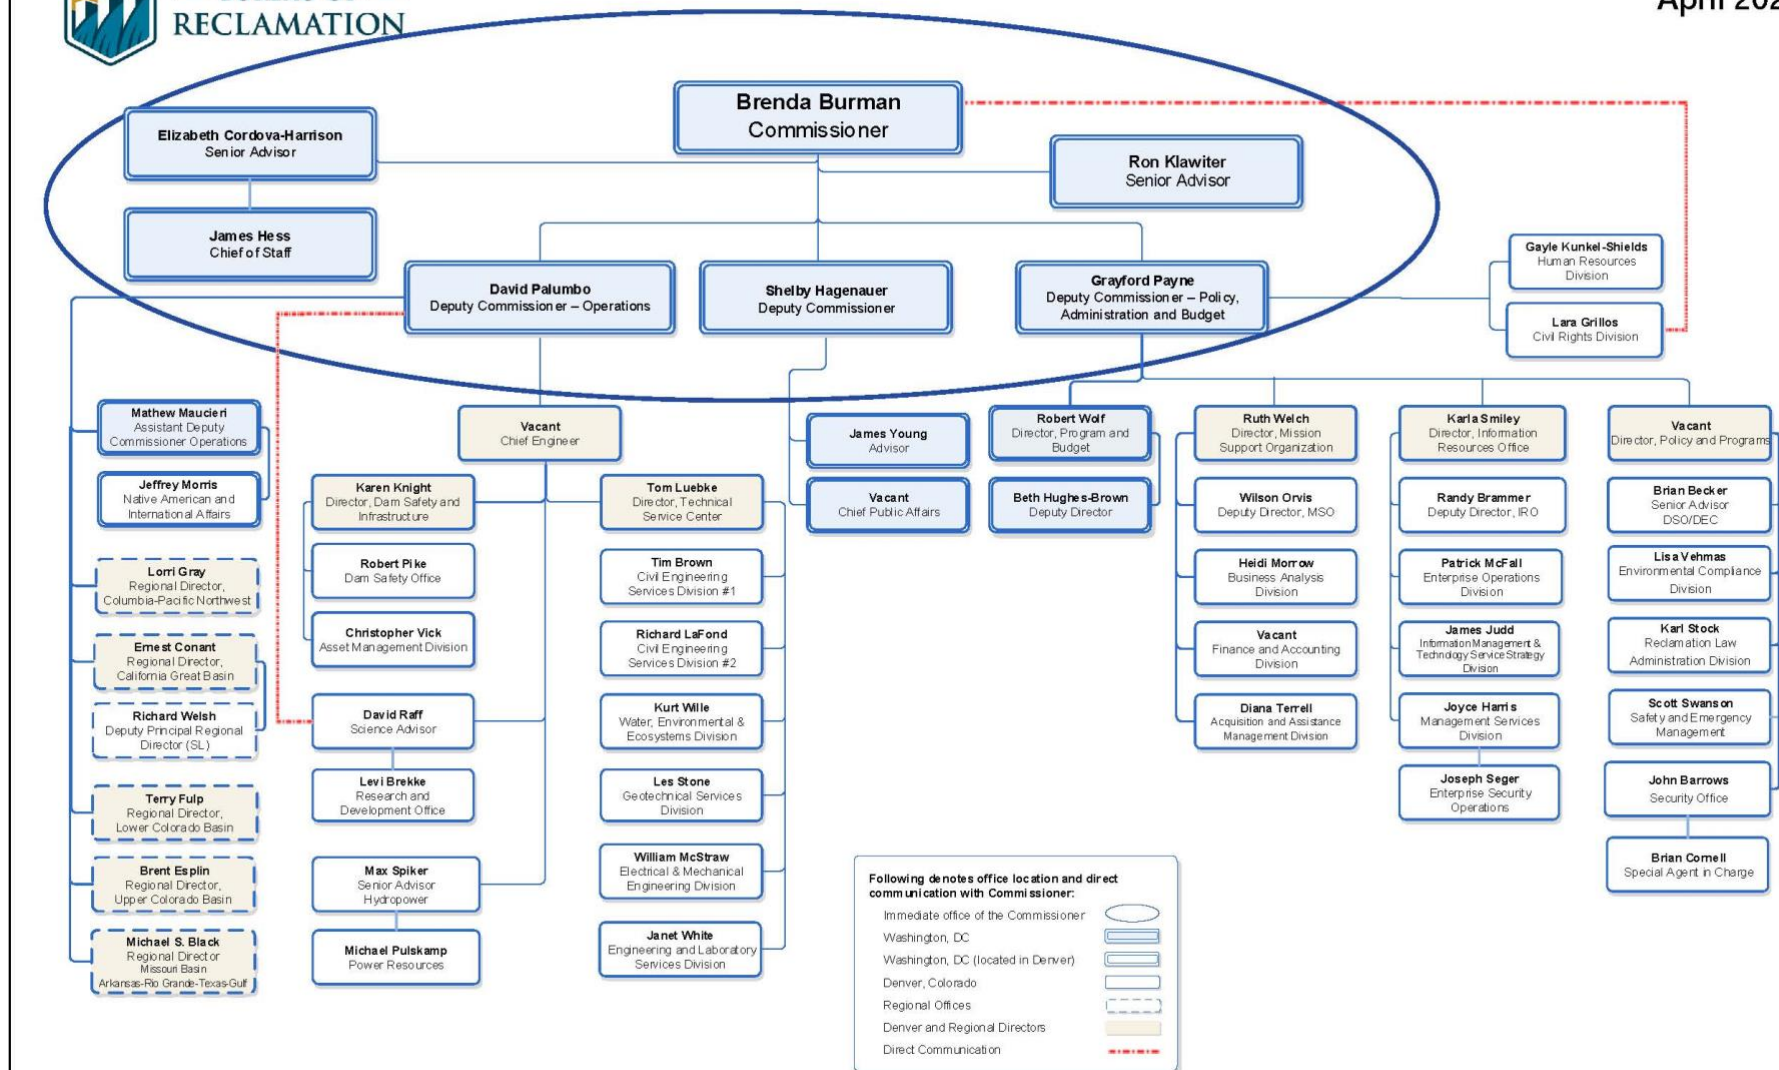 RECLAMATION
Brenda Burman
Commissioner
Elizabeth Cordova-Harrison
Senior Advisor
Ron Klawiter
Senior Advisor
James Hess
Chief of Staff
David Palumbo
Deputy Commissioner – Operations
Shelby Hagenauer
Deputy Commissioner
Grayford Payne
Deputy Commissioner – Policy,
Administration and Budget
Gayle Kunkel-Shields
Human Resources
Division
Lara Grillos
Civil Rights Division
Mathew Maucieri
Assistant Deputy
Commissioner Operations
Jeffrey Morris
Native American and
International Affairs
Lorri Gray
Regional Director,
Columbia-Pacific Northwest
Ernest Conant
Regional Director,
California Great Basin
Richard Welsh
Deputy Principal Regional
Director (SL)
Terry Fulp
Regional Director,
Lower Colorado Basin
Brent Esplin
Regional Director,
Upper Colorado Basin
Michael S. Black
Regional Director
Missouri Basin
Arkansas-Rio Grande-Texas-Gulf
Vacant
Chief Engineer
Karen Knight
Director, Dam Safety and
Infrastructure
Robert Pike
Dam Safety Office
Christopher Vick
Asset Management Division
David Raff
Science Advisor
Levi Brekke
Research and
Development Office
Max Spiker
Senior Advisor
Hydropower
Michael Pulskamp
Power Resources
Tom Luebke
Director, Technical
Service Center
Tim Brown
Civil Engineering
Services Division #1
Richard LaFond
Civil Engineering
Services Division #2
Kurt Wille
Water, Environmental &
Ecosystems Division
Les Stone
Geotechnical Services
Division
William McStraw
Electrical & Mechanical
Engineering Division
Janet White
Engineering and Laboratory
Services Division
James Young
Advisor
Vacant
Chief Public Affairs
Robert Wolf
Director, Program and
Budget
Beth Hughes-Brown
Deputy Director
Ruth Welch
Director, Mission
Support Organization
Wilson Orvis
Deputy Director, MSO
Heidi Morrow
Business Analysis
Division
Vacant
Finance and Accounting
Division
Diana Terrell
Acquisition and Assistance
Management Division
Karla Smiley
Director, Information
Resources Office
Randy Brammer
Deputy Director, IRO
Patrick McFall
Enterprise Operations
Division
James Judd
Information Management &
Technology Service Strategy
Division
Joyce Harris
Management Services
Division
Joseph Seger
Enterprise Security
Operations
Vacant
Director, Policy and Programs
Brian Becker
Senior Advisor
DSO/DEC
Lisa Vehmas
Environmental Compliance
Division
Karl Stock
Reclamation Law
Administration Division
Scott Swanson
Safety and Emergency
Management
John Barrows
Security Office
Brian Cornell
Special Agent in Charge
Following denotes office location and direct
communication with Commissioner:
Immediate office of the Commissioner
Washington, DC
Washington, DC (located in Denver)
Denver, Colorado
Regional Offices
Denver and Regional Directors
Direct Communication